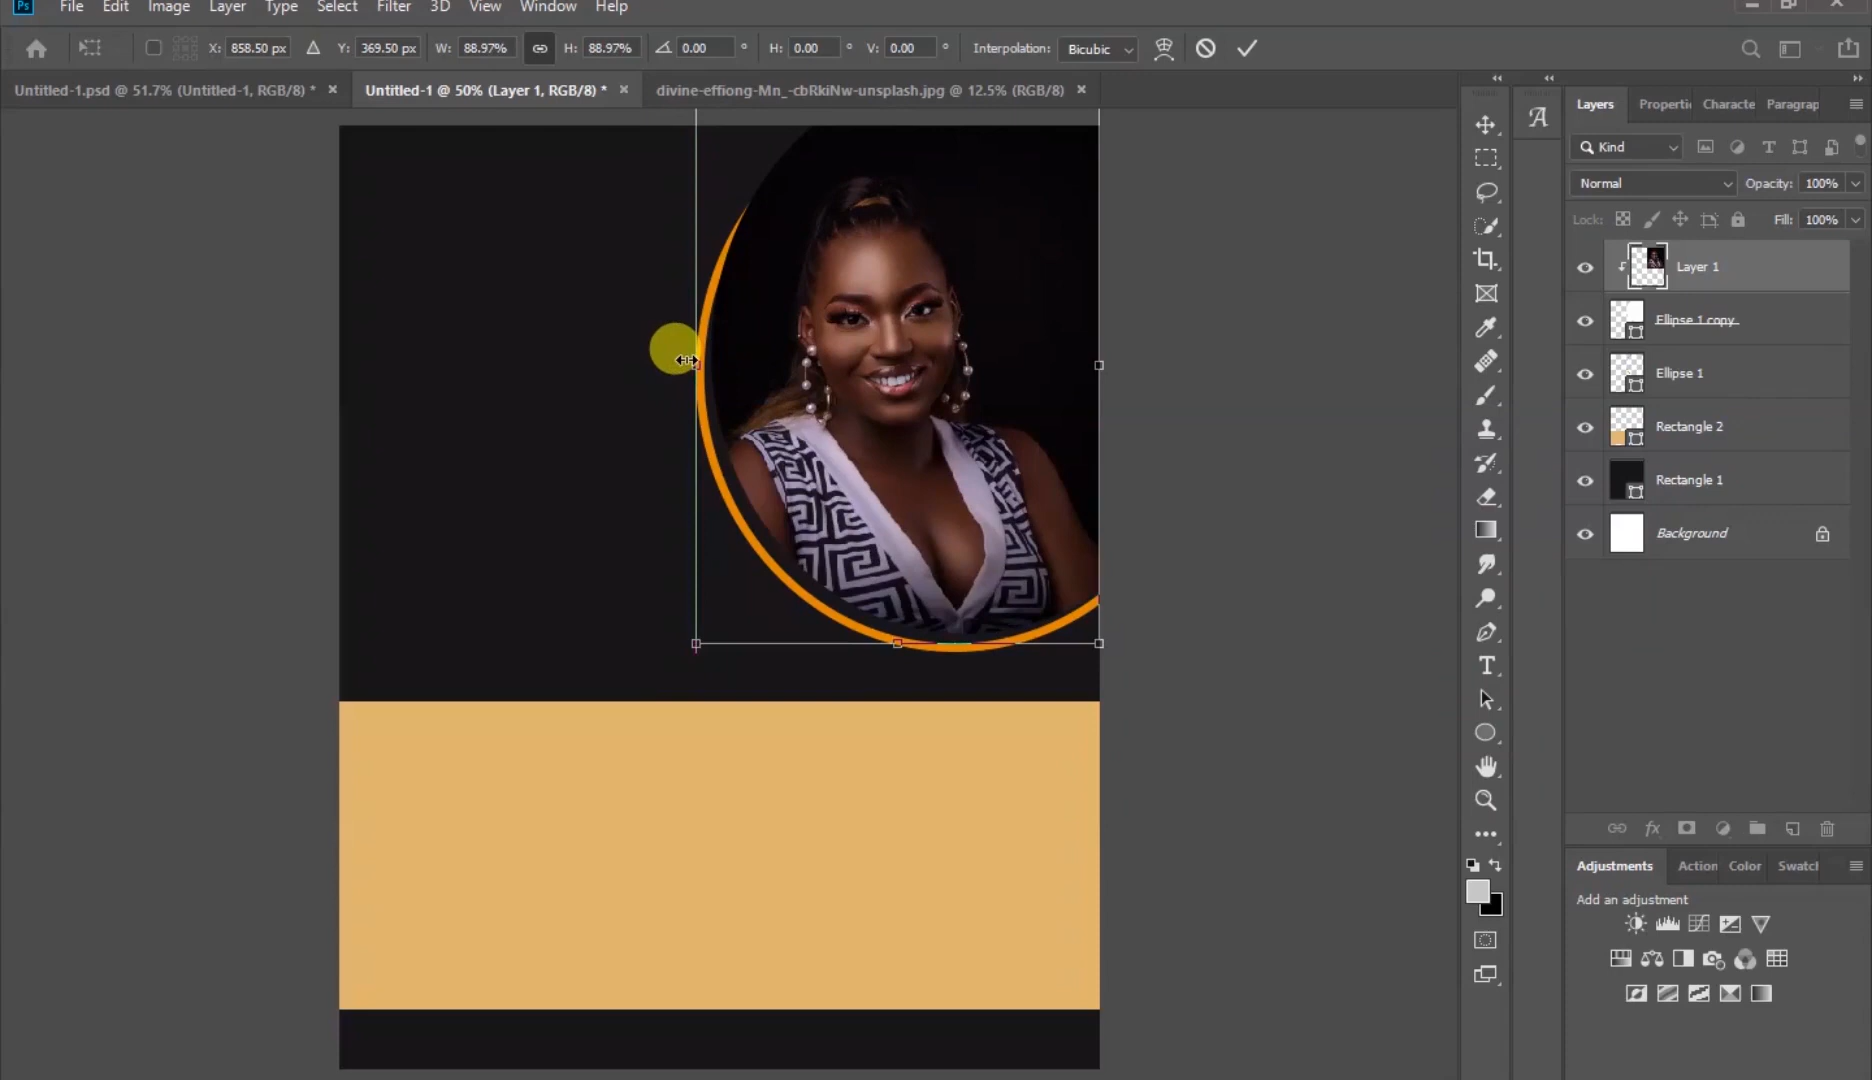 Ps File Edit Image Layer Type Select Filter 3D View Window Help
X: 858.50 px Δ Y: 369.50 px W: 88.97% H: 88.97% 0.00 ° H: 0.00 ° V: 0.00 ° Interpolation: Bicubic
Untitled-1.psd @ 51.7% (Untitled-1, RGB/8) * × Untitled-1 @ 50% (Layer 1, RGB/8) * × divine-effiong-Mn_-cbRkiNw-unsplash.jpg @ 12.5% (RGB) ×
Layers Properti Characte Paragrap
Kind
Normal Opacity: 100%
Lock: Fill: 100%
Layer 1
Ellipse 1 copy
Ellipse 1
Rectangle 2
Rectangle 1
Background
fx
Adjustments Action Color Swatch
Add an adjustment